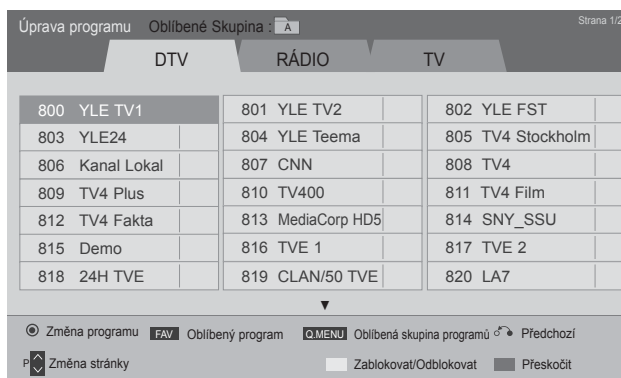 Úprava programu Oblíbené Skupina : A Strana 1/2
DTV RÁDIO TV
800 YLE TV1 801 YLE TV2 802 YLE FST
803 YLE24 804 YLE Teema 805 TV4 Stockholm
806 Kanal Lokal 807 CNN 808 TV4
809 TV4 Plus 810 TV400 811 TV4 Film
812 TV4 Fakta 813 MediaCorp HD5 814 SNY_SSU
815 Demo 816 TVE 1 817 TVE 2
818 24H TVE 819 CLAN/50 TVE 820 LA7
Změna programu FAV Oblíbený program Q.MENU Oblíbená skupina programů Předchozí
P Změna stránky Zablokovat/Odblokovat Přeskočit